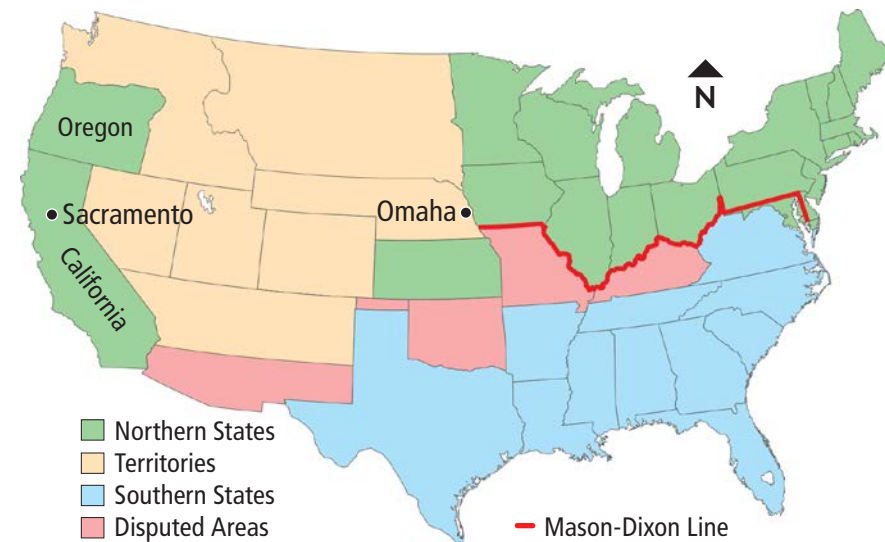 N
Oregon
Sacramento
Omaha
California
Northern States
Territories
Southern States
Disputed Areas
Mason-Dixon Line